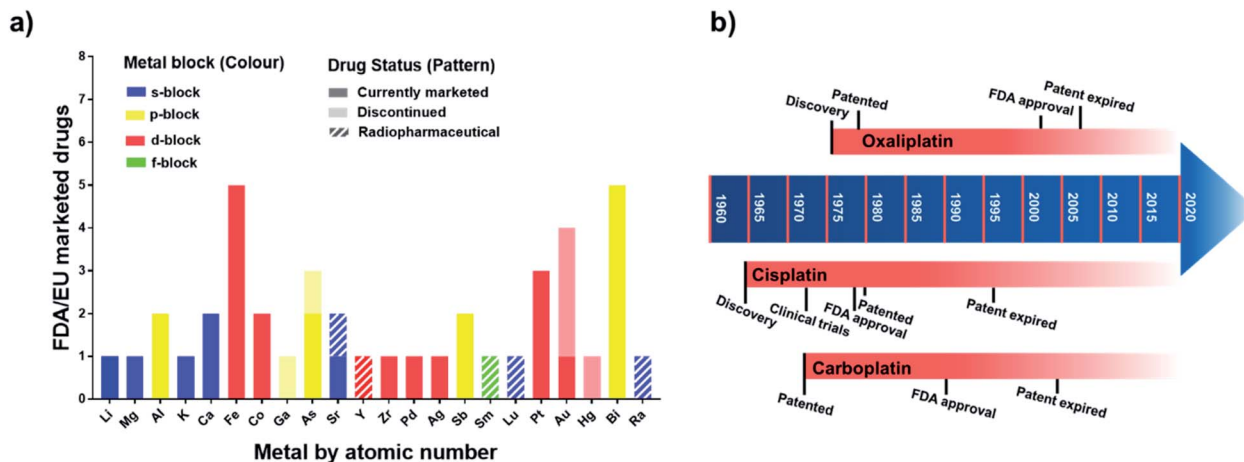 a)
FDA/EU marketed drugs
8
7
6
5
4
3
2
1
0
Metal block (Colour)
s-block
p-block
d-block
f-block
Drug Status (Pattern)
Currently marketed
Discontinued
Radiopharmaceutical
Li Mg Al K Ca Fe Co Ga As Sr Y Zr Pd Ag Sb Sm Lu Pt Au Hg Bi Ra
Metal by atomic number
b)
Discovery
Patented
FDA approval
Patent expired
Oxaliplatin
1960 1965 1970 1975 1980 1985 1990 1995 2000 2005 2010 2015 2020
Cisplatin
Discovery
Clinical trials
FDA approval
Patented
Patent expired
Carboplatin
Patented
FDA approval
Patent expired